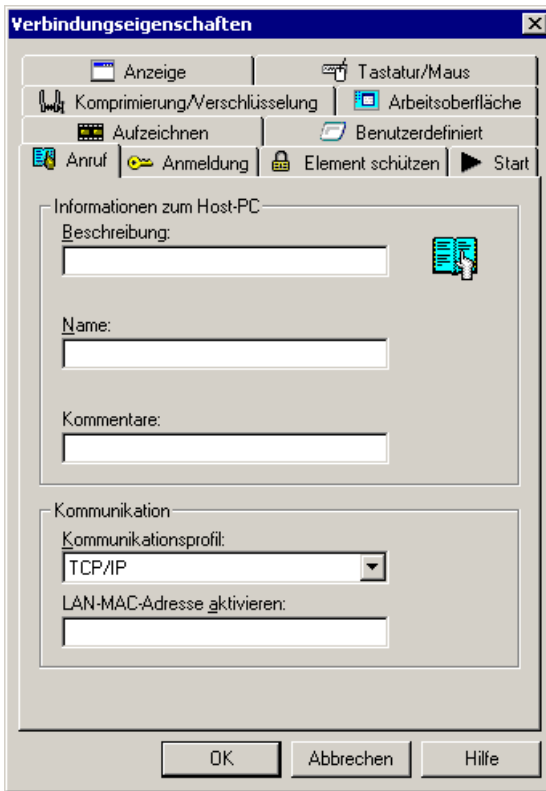 Verbindungseigenschaften
Anzeige
Tastatur/Maus
Komprimierung/Verschlüsselung
Arbeitsoberfläche
Aufzeichnen
Benutzerdefiniert
Anruf
Anmeldung
Element schützen
Start
Informationen zum Host-PC
Beschreibung:
Name:
Kommentare:
Kommunikation
Kommunikationsprofil:
TCP/IP
LAN-MAC-Adresse aktivieren:
OK
Abbrechen
Hilfe